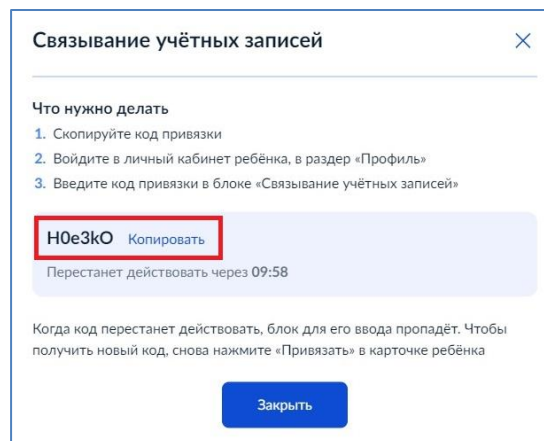 Связывание учётных записей
Что нужно делать
1. Скопируйте код привязки
2. Войдите в личный кабинет ребёнка, в раздер «Профиль»
3. Введите код привязки в блоке «Связывание учётных записей»
H0e3kO Копировать
Перестанет действовать через 09:58
Когда код перестанет действовать, блок для его ввода пропадёт. Чтобы
получить новый код, снова нажмите «Привязать» в карточке ребёнка
Закрыть